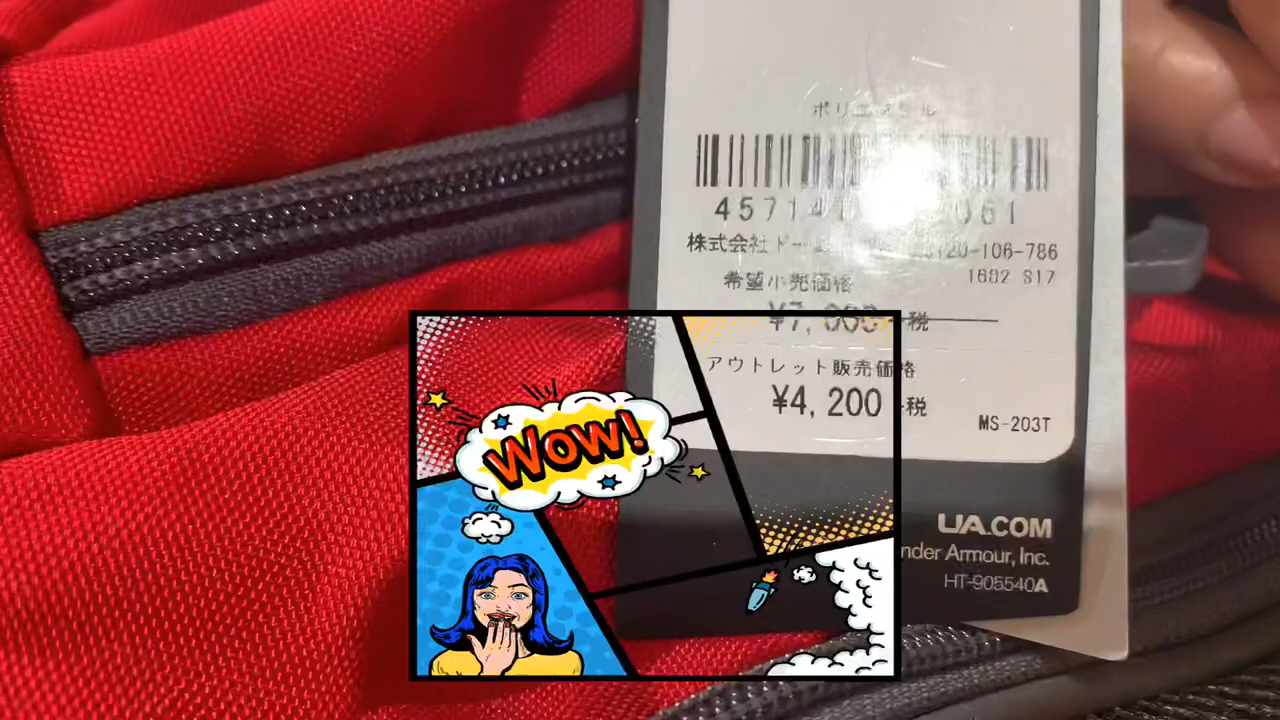 ポリエステル
株式会社ドーム 0120-106-786
希望小売価格
1602 S17
+税
アウトレット販売価格
¥4,200 +税
MS-203T
Wow!
UA.COM
nder Armour, Inc.
HT-905540A